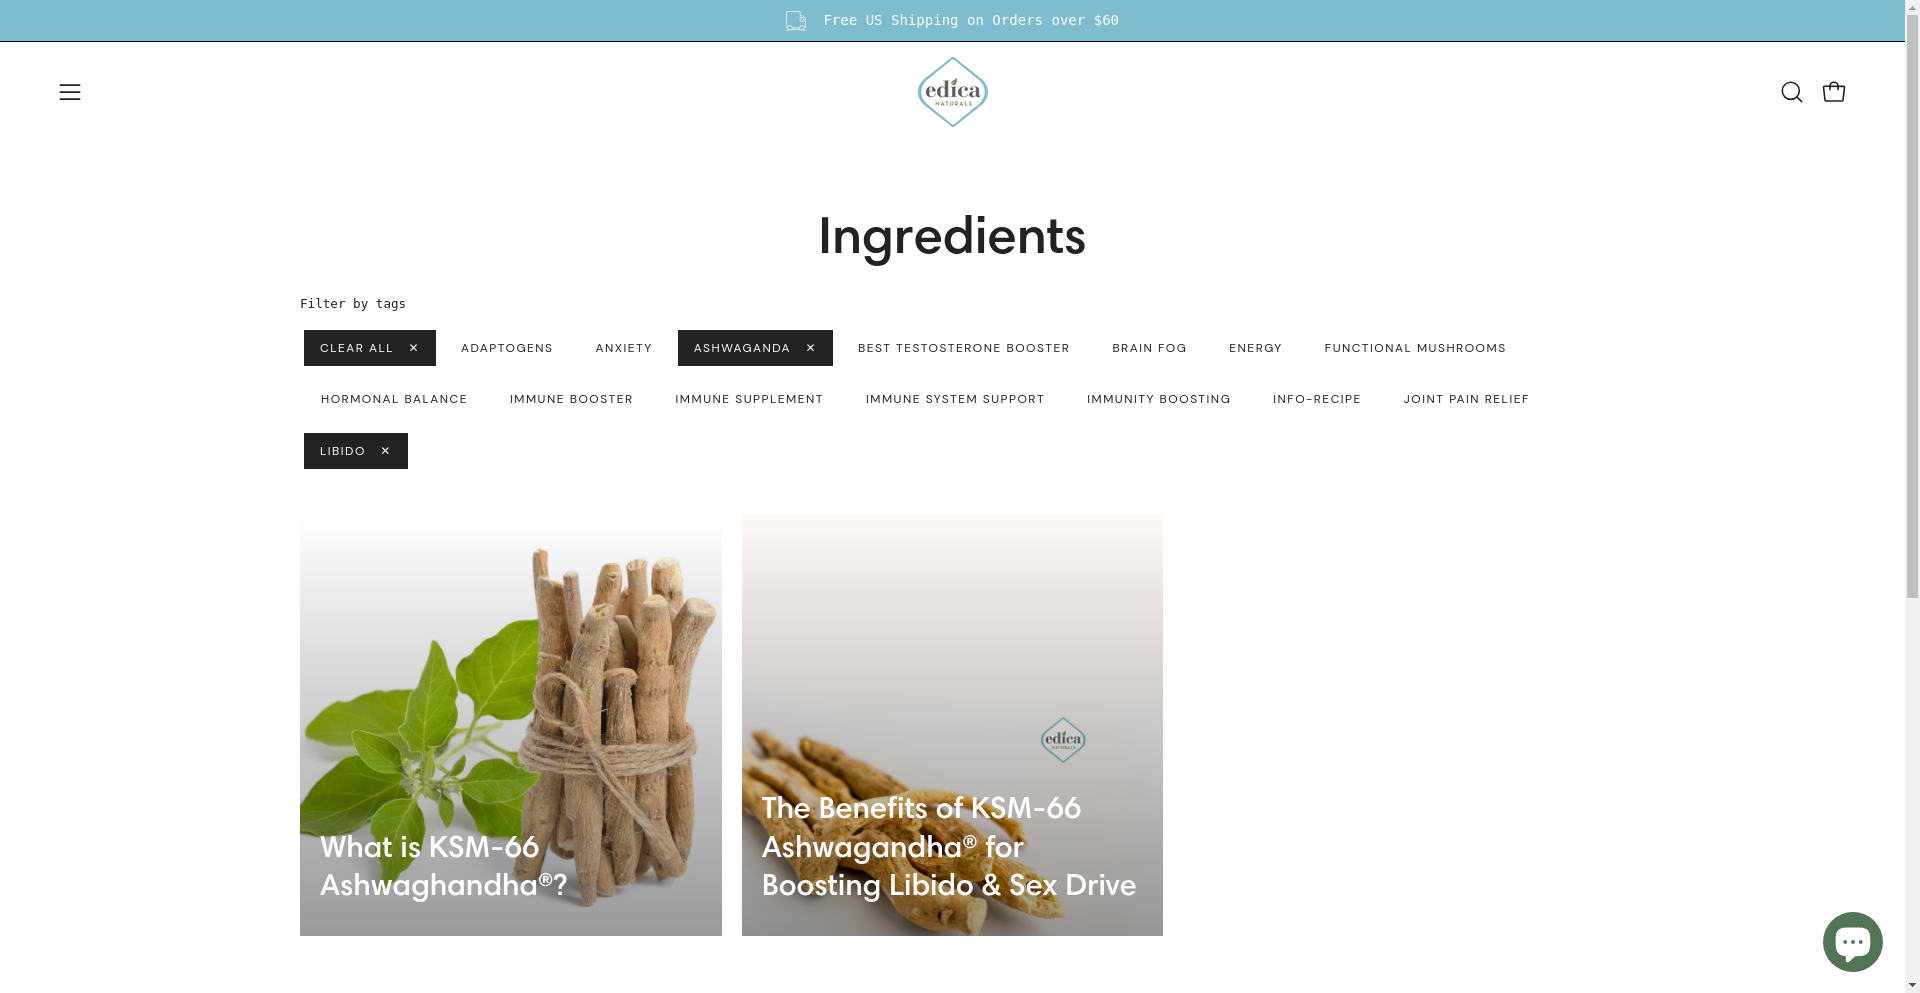 Free US Shipping on Orders over $60
edica
NATURALS
Ingredients
Filter by tags
CLEAR ALL ✕ ADAPTOGENS ANXIETY ASHWAGANDA ✕ BEST TESTOSTERONE BOOSTER BRAIN FOG ENERGY FUNCTIONAL MUSHROOMS
HORMONAL BALANCE IMMUNE BOOSTER IMMUNE SUPPLEMENT IMMUNE SYSTEM SUPPORT IMMUNITY BOOSTING INFO-RECIPE JOINT PAIN RELIEF
LIBIDO ✕
What is KSM-66
Ashwaghandha®?
edica
NATURALS
The Benefits of KSM-66
Ashwagandha® for
Boosting Libido & Sex Drive